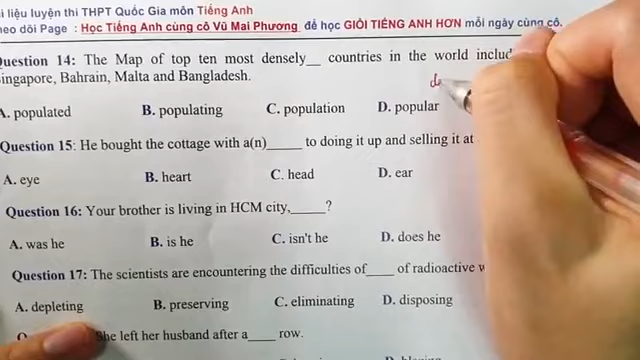 liệu luyện thi THPT Quốc Gia môn Tiếng Anh
dõi Page : Học Tiếng Anh cùng cô Vũ Mai Phương để học GIỎI TIẾNG ANH HƠN mỗi ngày cùng cô.
Question 14: The Map of top ten most densely__ countries in the world includ
ingapore, Bahrain, Malta and Bangladesh.
A. populated B. populating C. population D. popular
Question 15: He bought the cottage with a(n)_____ to doing it up and selling it at
A. eye B. heart C. head D. ear
Question 16: Your brother is living in HCM city,_____?
A. was he B. is he C. isn't he D. does he
Question 17: The scientists are encountering the difficulties of____ of radioactive w
A. depleting B. preserving C. eliminating D. disposing
She left her husband after a____ row.